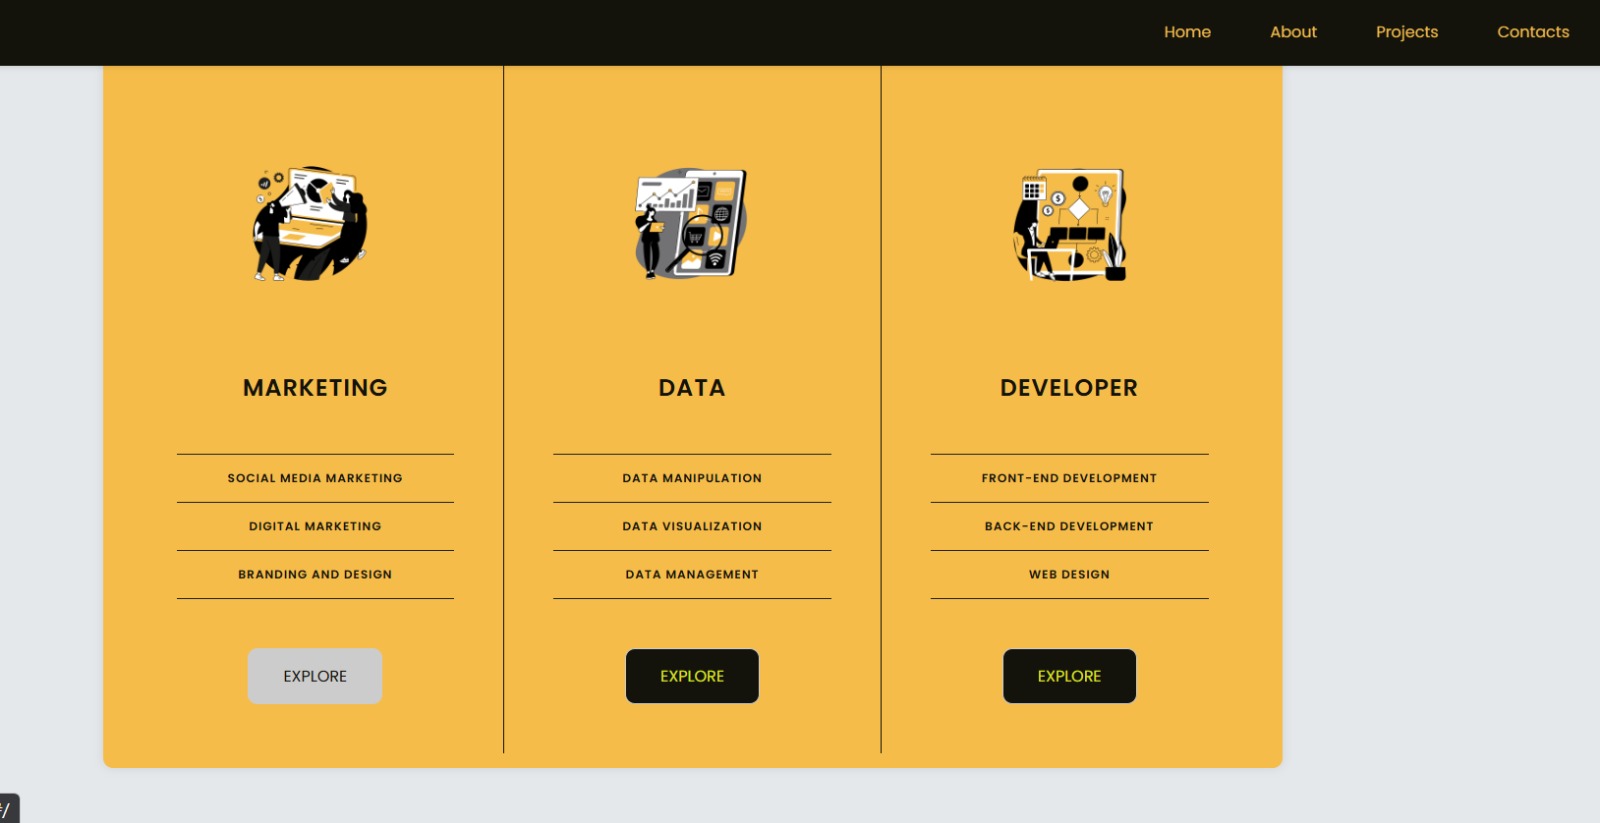 Home About Projects Contacts
MARKETING
SOCIAL MEDIA MARKETING
DIGITAL MARKETING
BRANDING AND DESIGN
EXPLORE
DATA
DATA MANIPULATION
DATA VISUALIZATION
DATA MANAGEMENT
EXPLORE
DEVELOPER
FRONT-END DEVELOPMENT
BACK-END DEVELOPMENT
WEB DESIGN
EXPLORE